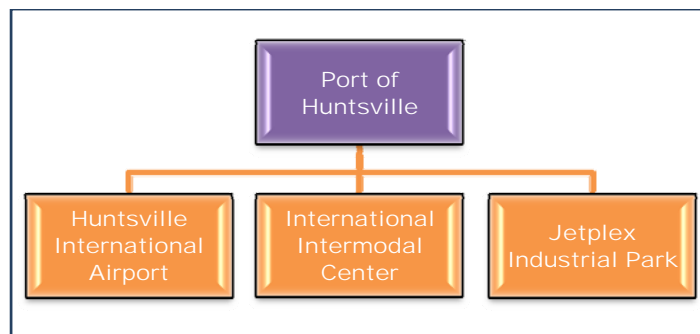 Port of
Huntsville
Huntsville
International
Airport
International
Intermodal
Center
Jetplex
Industrial Park